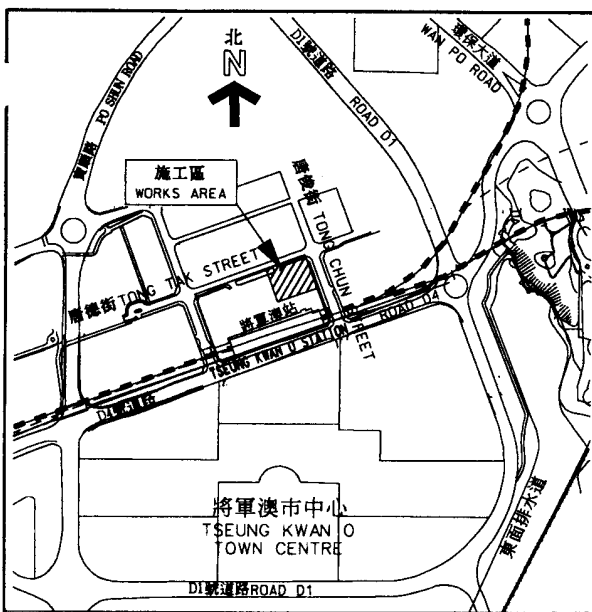 北
N
D1號道路 ROAD D1
環保大道
WAN PO ROAD
寶順路 PO SHUN ROAD
施工區
WORKS AREA
唐俊街 TONG CHUN STREET
唐德街 TONG TAK STREET
將軍澳站
TSEUNG KWAN O STATION
D4號道路 ROAD D4
將軍澳市中心
TSEUNG KWAN O
TOWN CENTRE
東面排水道
D1號道路 ROAD D1